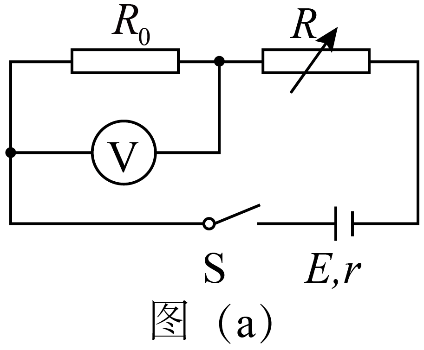 R₀ R
V
S E,r
图 (a)